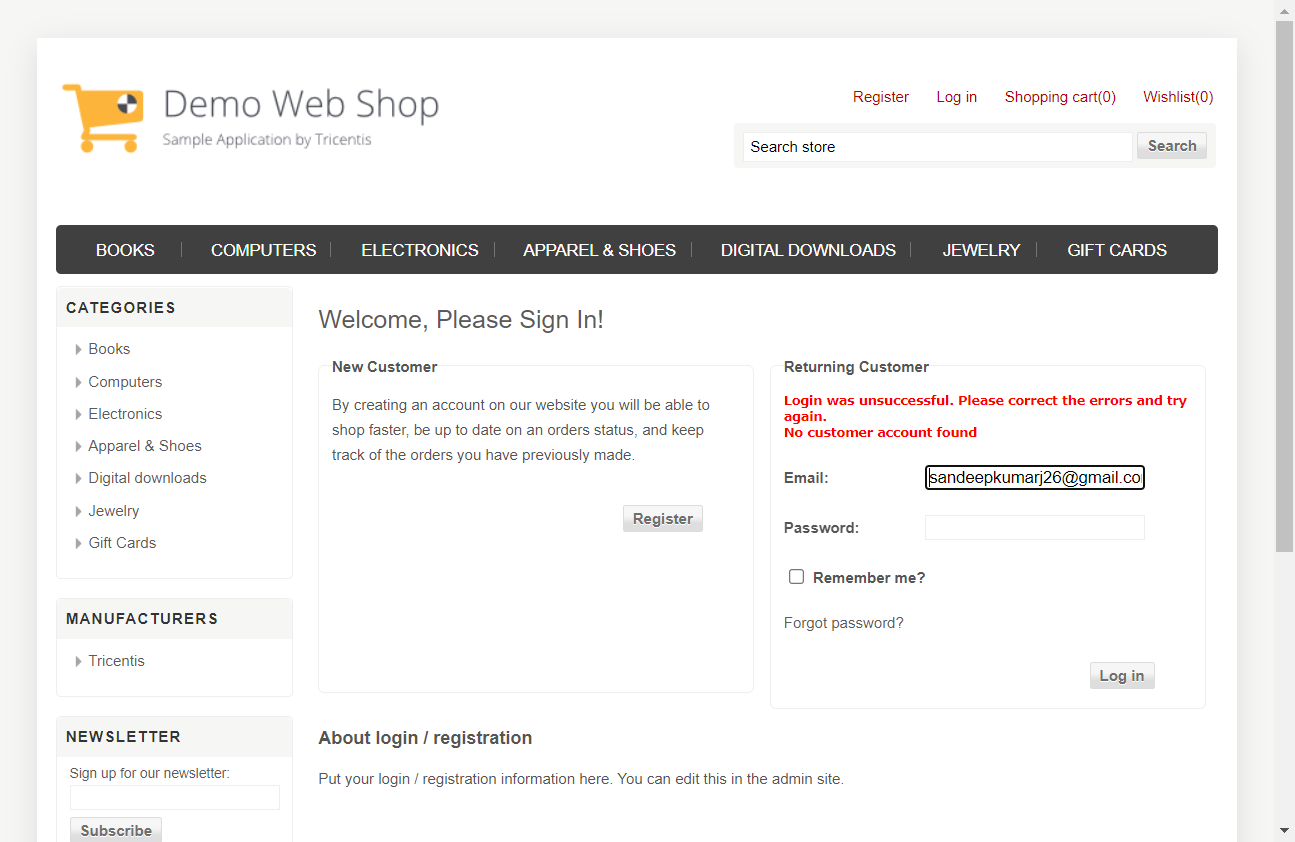 Demo Web Shop
Sample Application by Tricentis
Register Log in Shopping cart(0) Wishlist(0)
Search store Search
BOOKS COMPUTERS ELECTRONICS APPAREL & SHOES DIGITAL DOWNLOADS JEWELRY GIFT CARDS
CATEGORIES
Books
Computers
Electronics
Apparel & Shoes
Digital downloads
Jewelry
Gift Cards
MANUFACTURERS
Tricentis
NEWSLETTER
Sign up for our newsletter:
Subscribe
Welcome, Please Sign In!
New Customer
By creating an account on our website you will be able to
shop faster, be up to date on an orders status, and keep
track of the orders you have previously made.
Register
Returning Customer
Login was unsuccessful. Please correct the errors and try
again.
No customer account found
Email: sandeepkumarj26@gmail.co
Password:
Remember me?
Forgot password?
Log in
About login / registration
Put your login / registration information here. You can edit this in the admin site.